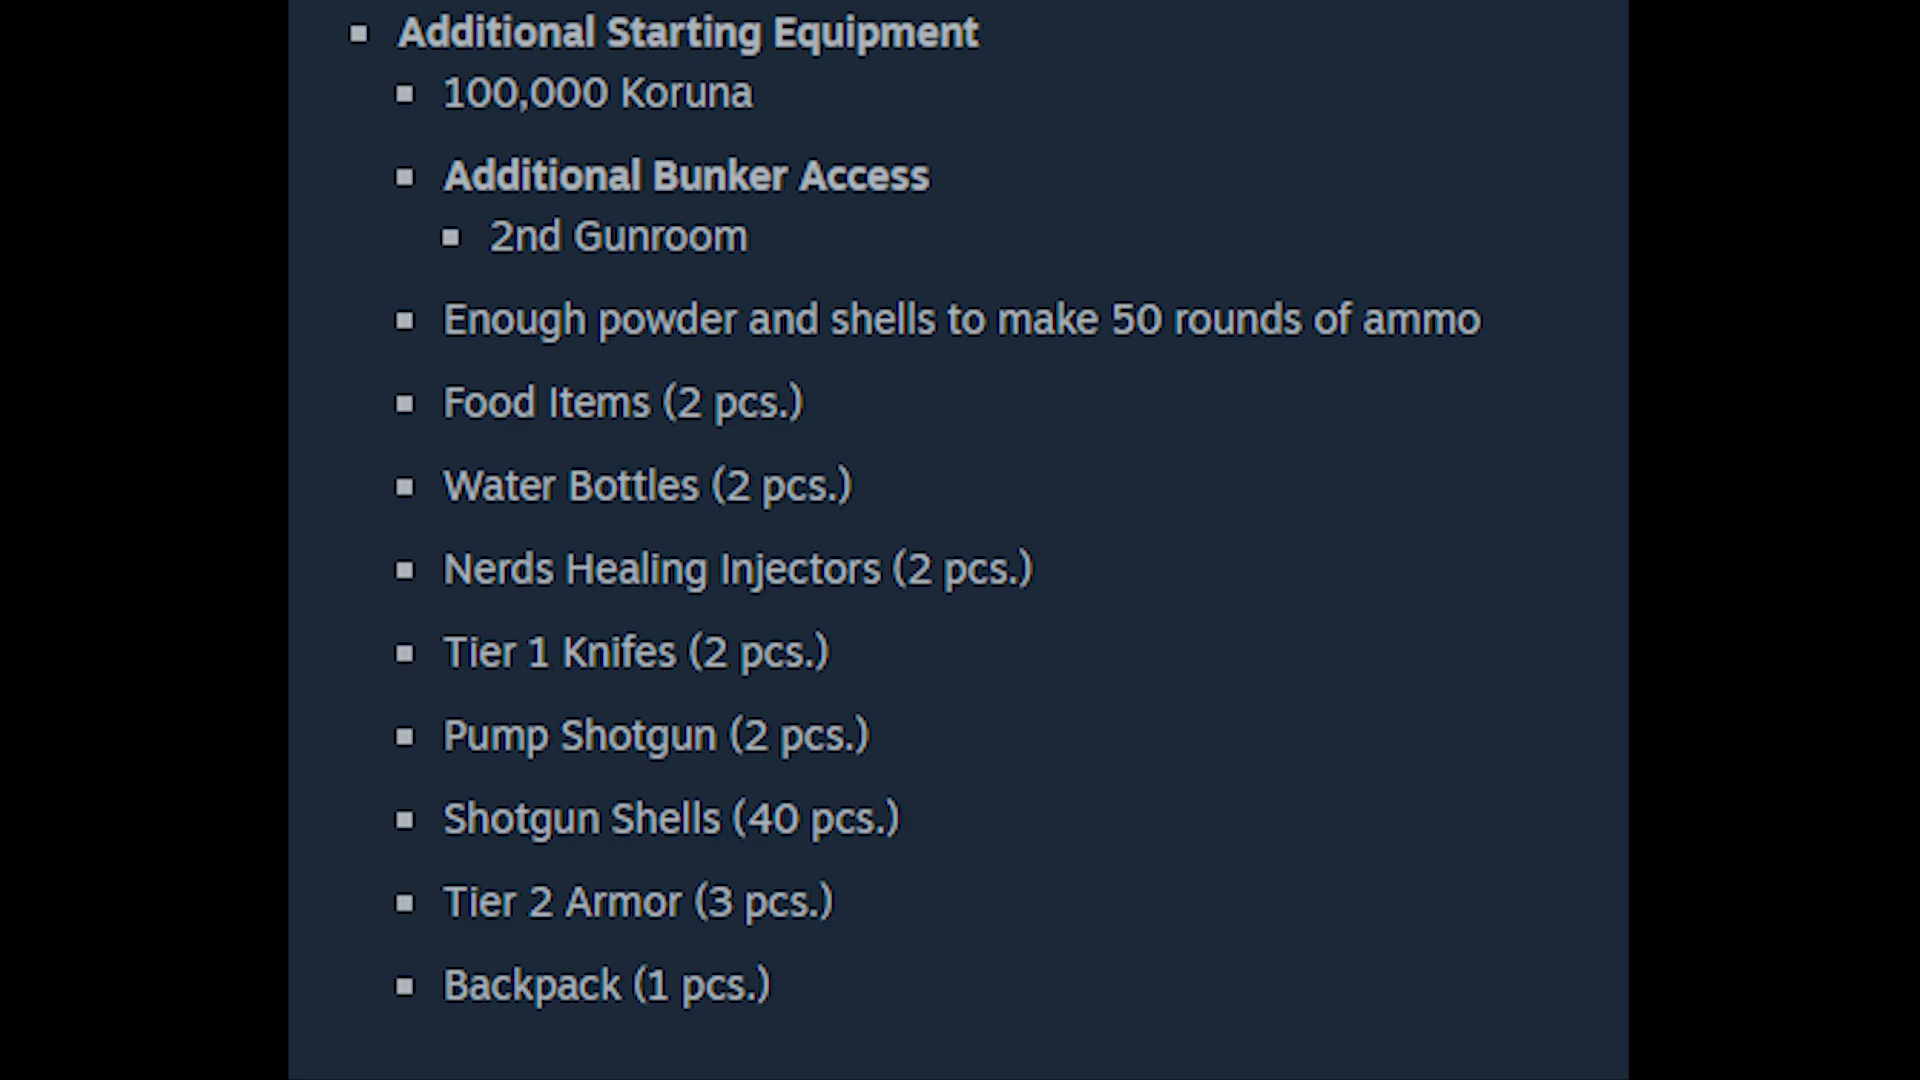 Additional Starting Equipment
100,000 Koruna
Additional Bunker Access
2nd Gunroom
Enough powder and shells to make 50 rounds of ammo
Food Items (2 pcs.)
Water Bottles (2 pcs.)
Nerds Healing Injectors (2 pcs.)
Tier 1 Knifes (2 pcs.)
Pump Shotgun (2 pcs.)
Shotgun Shells (40 pcs.)
Tier 2 Armor (3 pcs.)
Backpack (1 pcs.)